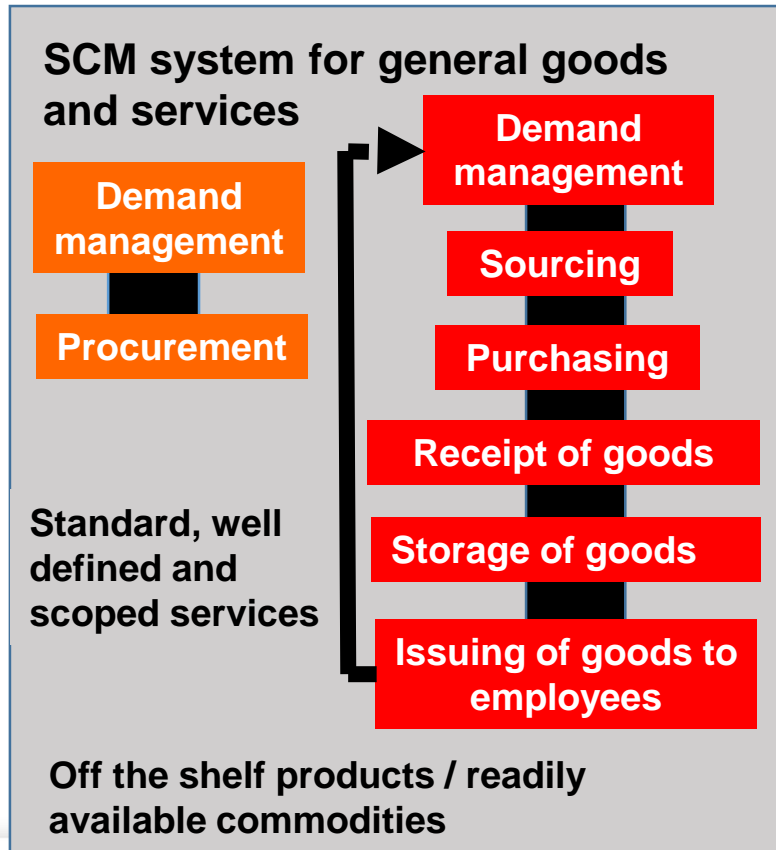 SCM system for general goods
and services
Demand
management
Procurement
Standard, well
defined and
scoped services
Demand
management
Sourcing
Purchasing
Receipt of goods
Storage of goods
Issuing of goods to
employees
Off the shelf products / readily
available commodities